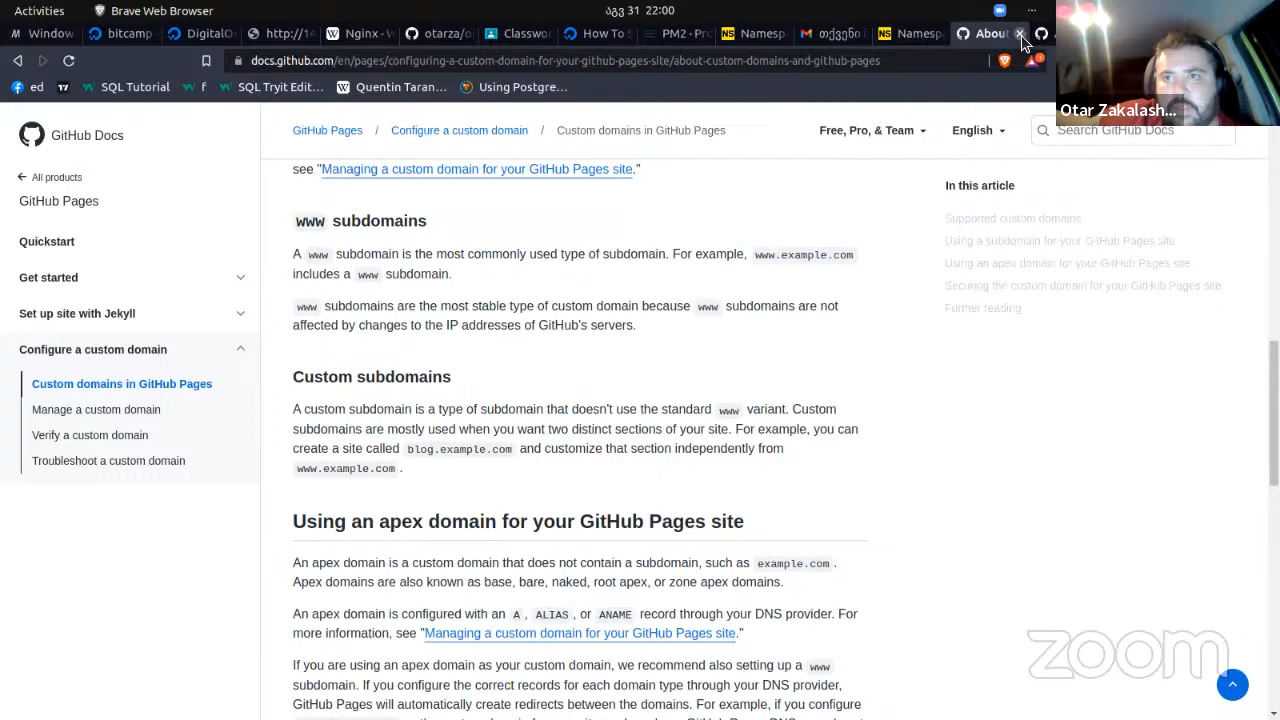 Activities
Web Browser
აგვ 31 22:00
Window
bitcamp
DigitalO
http://14
Nginx-
otarza/o
Classwor
How To S
PM2 - Pro
Namesp
თქვენი
Namesp
About
ed
SQL Tutorial
f
SQL Tryit Edi...
Quentin Taranti...
Using Postgre...
docs.github.com/en/pages/configuring-a-custom-domain-for-your-github-pages-site/about-custom-domains-and-github-pages
Otar Zakalash...
GitHub Docs
All products
GitHub Pages
Quickstart
Get started
Set up site with Jekyll
Configure a custom domain
Custom domains in GitHub Pages
Manage a custom domain
Verify a custom domain
Troubleshoot a custom domain
GitHub Pages / Configure a custom domain / Custom domains in GitHub Pages
Free, Pro, & Team
English
Search GitHub Docs
see "Managing a custom domain for your GitHub Pages site."
www subdomains
A www subdomain is the most commonly used type of subdomain. For example, www.example.com
includes a www subdomain.
www subdomains are the most stable type of custom domain because www subdomains are not
affected by changes to the IP addresses of GitHub's servers.
Custom subdomains
A custom subdomain is a type of subdomain that doesn't use the standard www variant. Custom
subdomains are mostly used when you want two distinct sections of your site. For example, you can
create a site called blog.example.com and customize that section independently from
www.example.com.
Using an apex domain for your GitHub Pages site
An apex domain is a custom domain that does not contain a subdomain, such as example.com.
Apex domains are also known as base, bare, naked, root apex, or zone apex domains.
An apex domain is configured with an A, ALIAS, or ANAME record through your DNS provider. For
more information, see "Managing a custom domain for your GitHub Pages site."
If you are using an apex domain as your custom domain, we recommend also setting up a www
subdomain. If you configure the correct records for each domain type through your DNS provider,
GitHub Pages will automatically create redirects between the domains. For example, if you configure
In this article
Supported custom domains
Using a subdomain for your GitHub Pages site
Using an apex domain for your GitHub Pages site
Securing the custom domain for your GitHub Pages site
Further reading
zoom